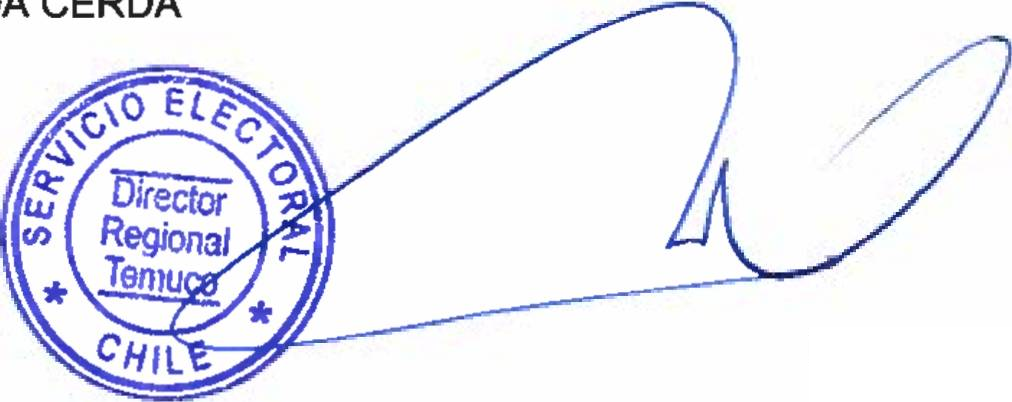 CERDA
SERVICIO ELECTORAL
Director
Regional
Temuco
* CHILE *